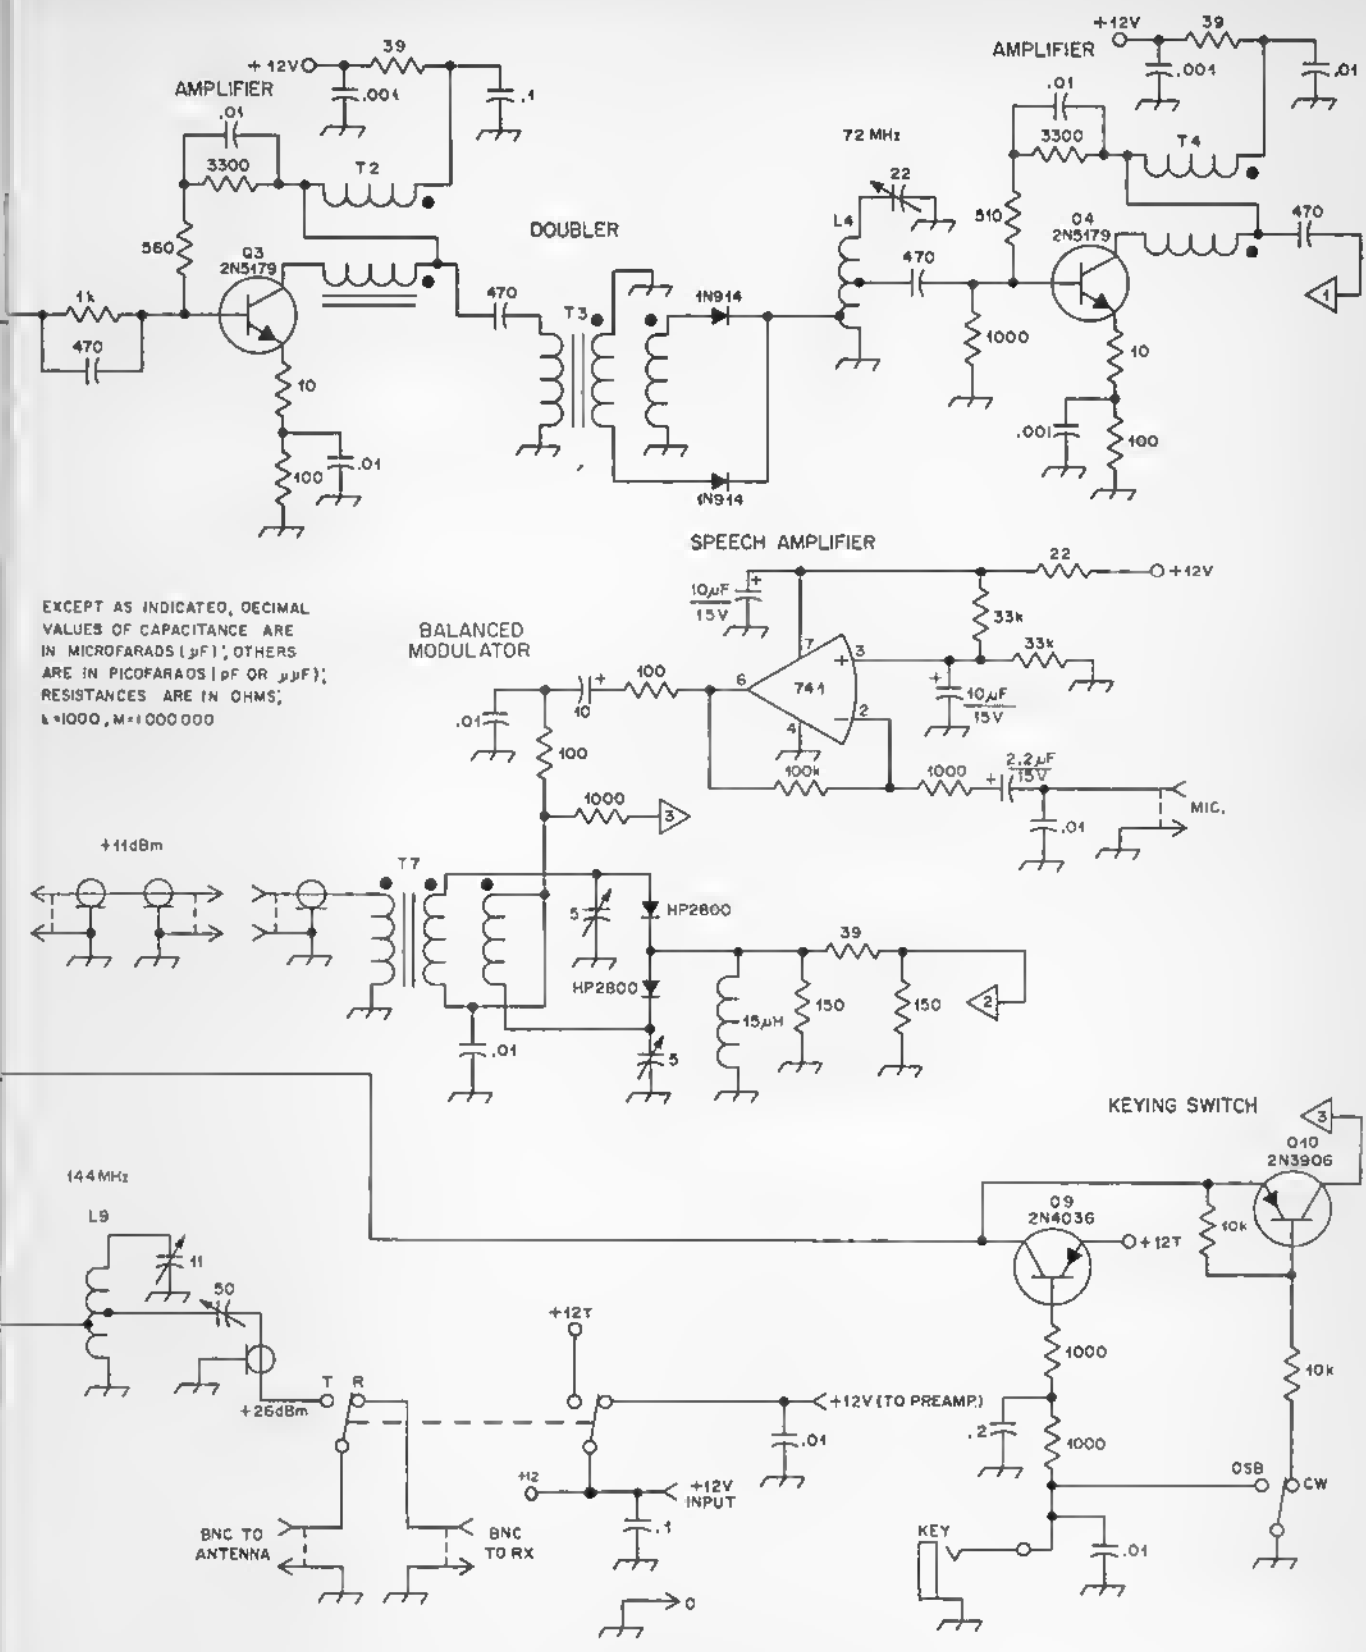 +12V
39
AMPLIFIER
.001
.1
.01
3300
T2
560
Q3
2N5179
1k
470
10
100
.01
DOUBLER
470
T3
1N914
1N914
72 MHz
22
L4
470
1000
AMPLIFIER
+12V
39
.001
.01
.01
3300
T4
510
Q4
2N5179
470
1
10
.001
100
SPEECH AMPLIFIER
22
+12V
10µF
15V
33k
33k
7
3
+
741
6
4
2
−
+
10µF
15V
EXCEPT AS INDICATED, DECIMAL
VALUES OF CAPACITANCE ARE
IN MICROFARADS (µF); OTHERS
ARE IN PICOFARADS (pF OR µµF);
RESISTANCES ARE IN OHMS;
k=1000, M=1000000
BALANCED
MODULATOR
.01
10
+
100
100
100k
1000
+
2.2µF
15V
.01
MIC.
1000
3
+11dBm
T7
5
HP2800
HP2800
.01
5
15µH
150
39
150
2
KEYING SWITCH
3
Q10
2N3906
144MHz
L9
11
50
+26dBm
T R
Q9
2N4036
+12T
10k
10k
1000
.2
1000
OSB
CW
KEY
.01
+12T
+12V (TO PREAMP.)
.01
+12
+12V
INPUT
.1
BNC TO
ANTENNA
BNC
TO RX
0